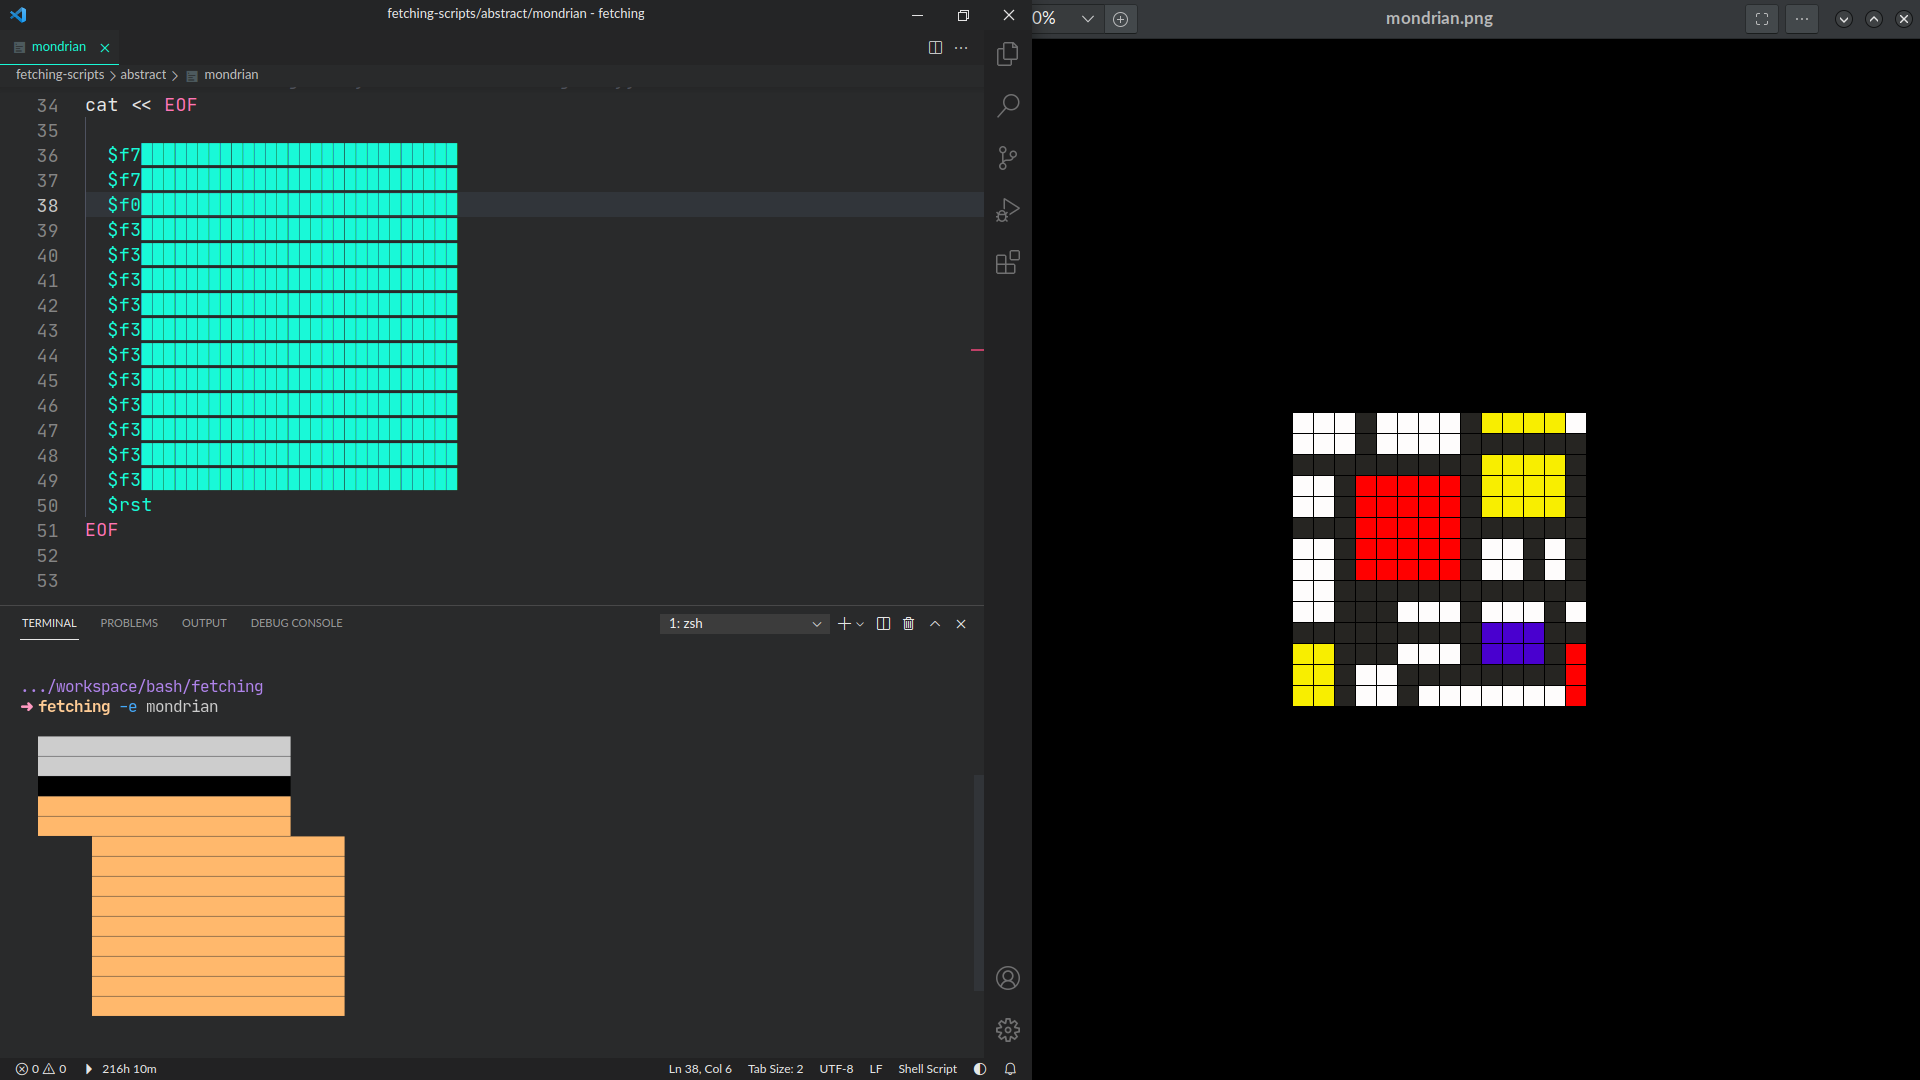 fetching-scripts/abstract/mondrian - fetching
mondrian
fetching-scripts > abstract > mondrian
34 cat << EOF
35
36 $f7████████████████████████████
37 $f7████████████████████████████
38 $f0████████████████████████████
39 $f3████████████████████████████
40 $f3████████████████████████████
41 $f3████████████████████████████
42 $f3████████████████████████████
43 $f3████████████████████████████
44 $f3████████████████████████████
45 $f3████████████████████████████
46 $f3████████████████████████████
47 $f3████████████████████████████
48 $f3████████████████████████████
49 $f3████████████████████████████
50 $rst
51 EOF
52
53
TERMINAL PROBLEMS OUTPUT DEBUG CONSOLE 1: zsh
.../workspace/bash/fetching
➜ fetching -e mondrian
0 0 216h 10m Ln 38, Col 6 Tab Size: 2 UTF-8 LF Shell Script
0% mondrian.png